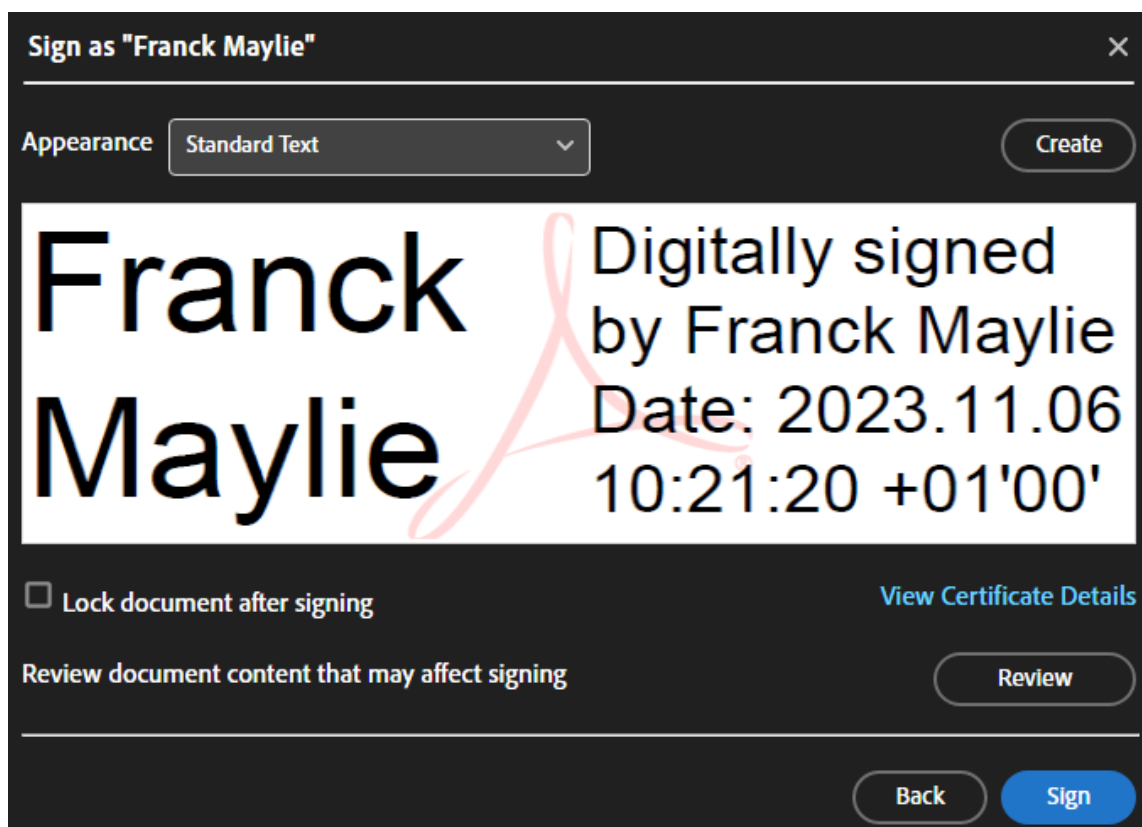 Sign as "Franck Maylie"
Appearance
Standard Text
Create
Franck
Maylie
Digitally signed
by Franck Maylie
Date: 2023.11.06
10:21:20 +01'00'
®
Lock document after signing
View Certificate Details
Review document content that may affect signing
Review
Back
Sign